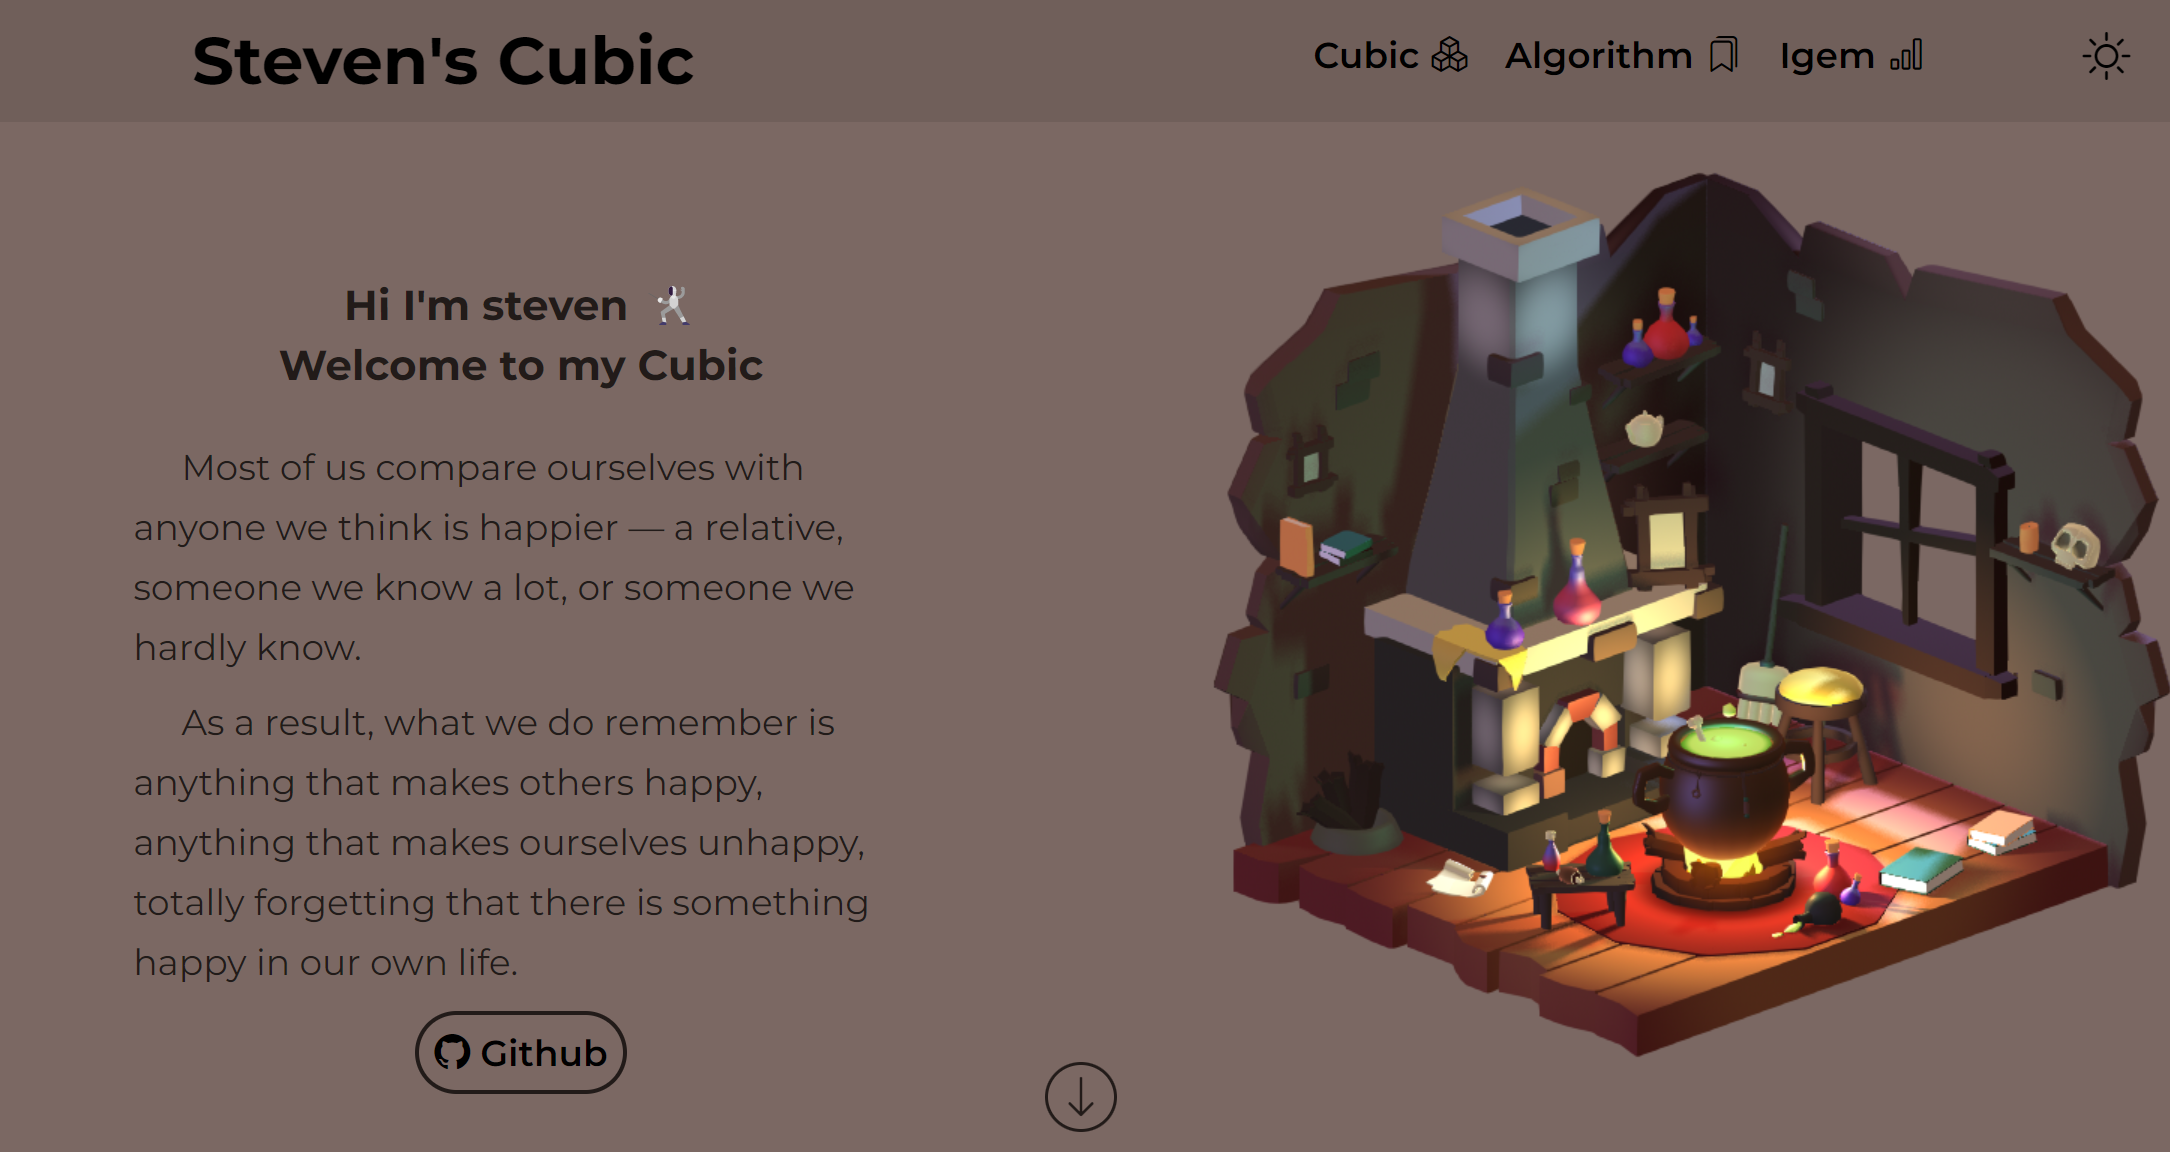 Steven's Cubic
Cubic
Algorithm
Igem
Hi I'm steven 🤺
Welcome to my Cubic
Most of us compare ourselves with
anyone we think is happier — a relative,
someone we know a lot, or someone we
hardly know.
As a result, what we do remember is
anything that makes others happy,
anything that makes ourselves unhappy,
totally forgetting that there is something
happy in our own life.
Github